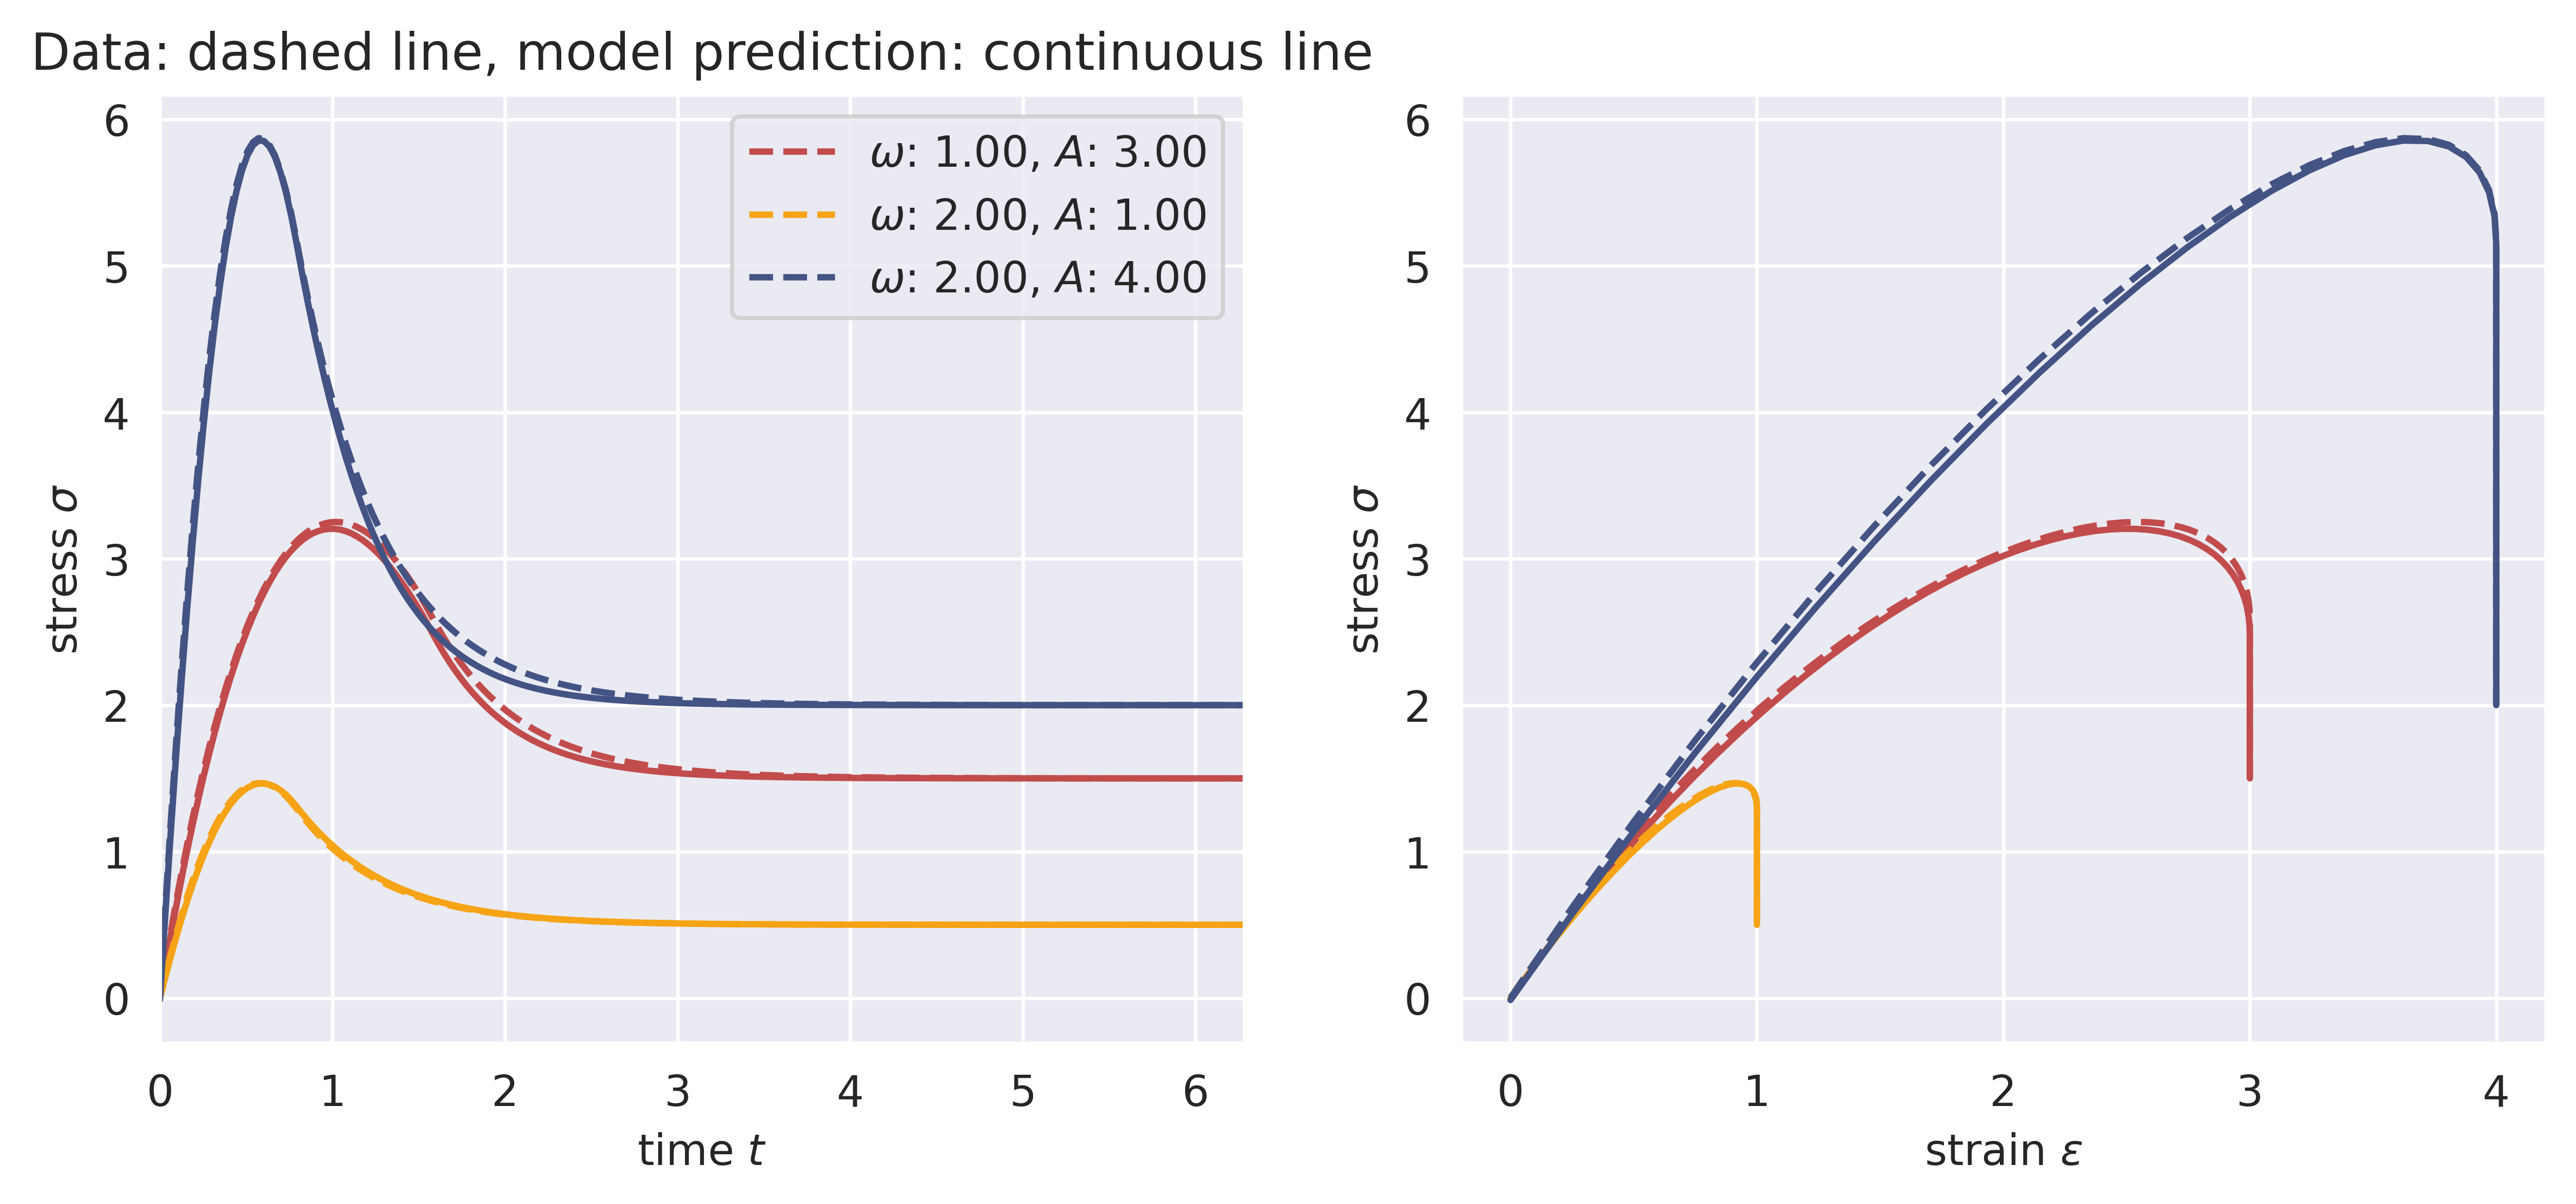 Data: dashed line, model prediction: continuous line
ω: 1.00, A: 3.00
ω: 2.00, A: 1.00
ω: 2.00, A: 4.00
stress σ
6
5
4
3
2
1
0
0 1 2 3 4 5 6
time t
stress σ
6
5
4
3
2
1
0
0 1 2 3 4
strain ε